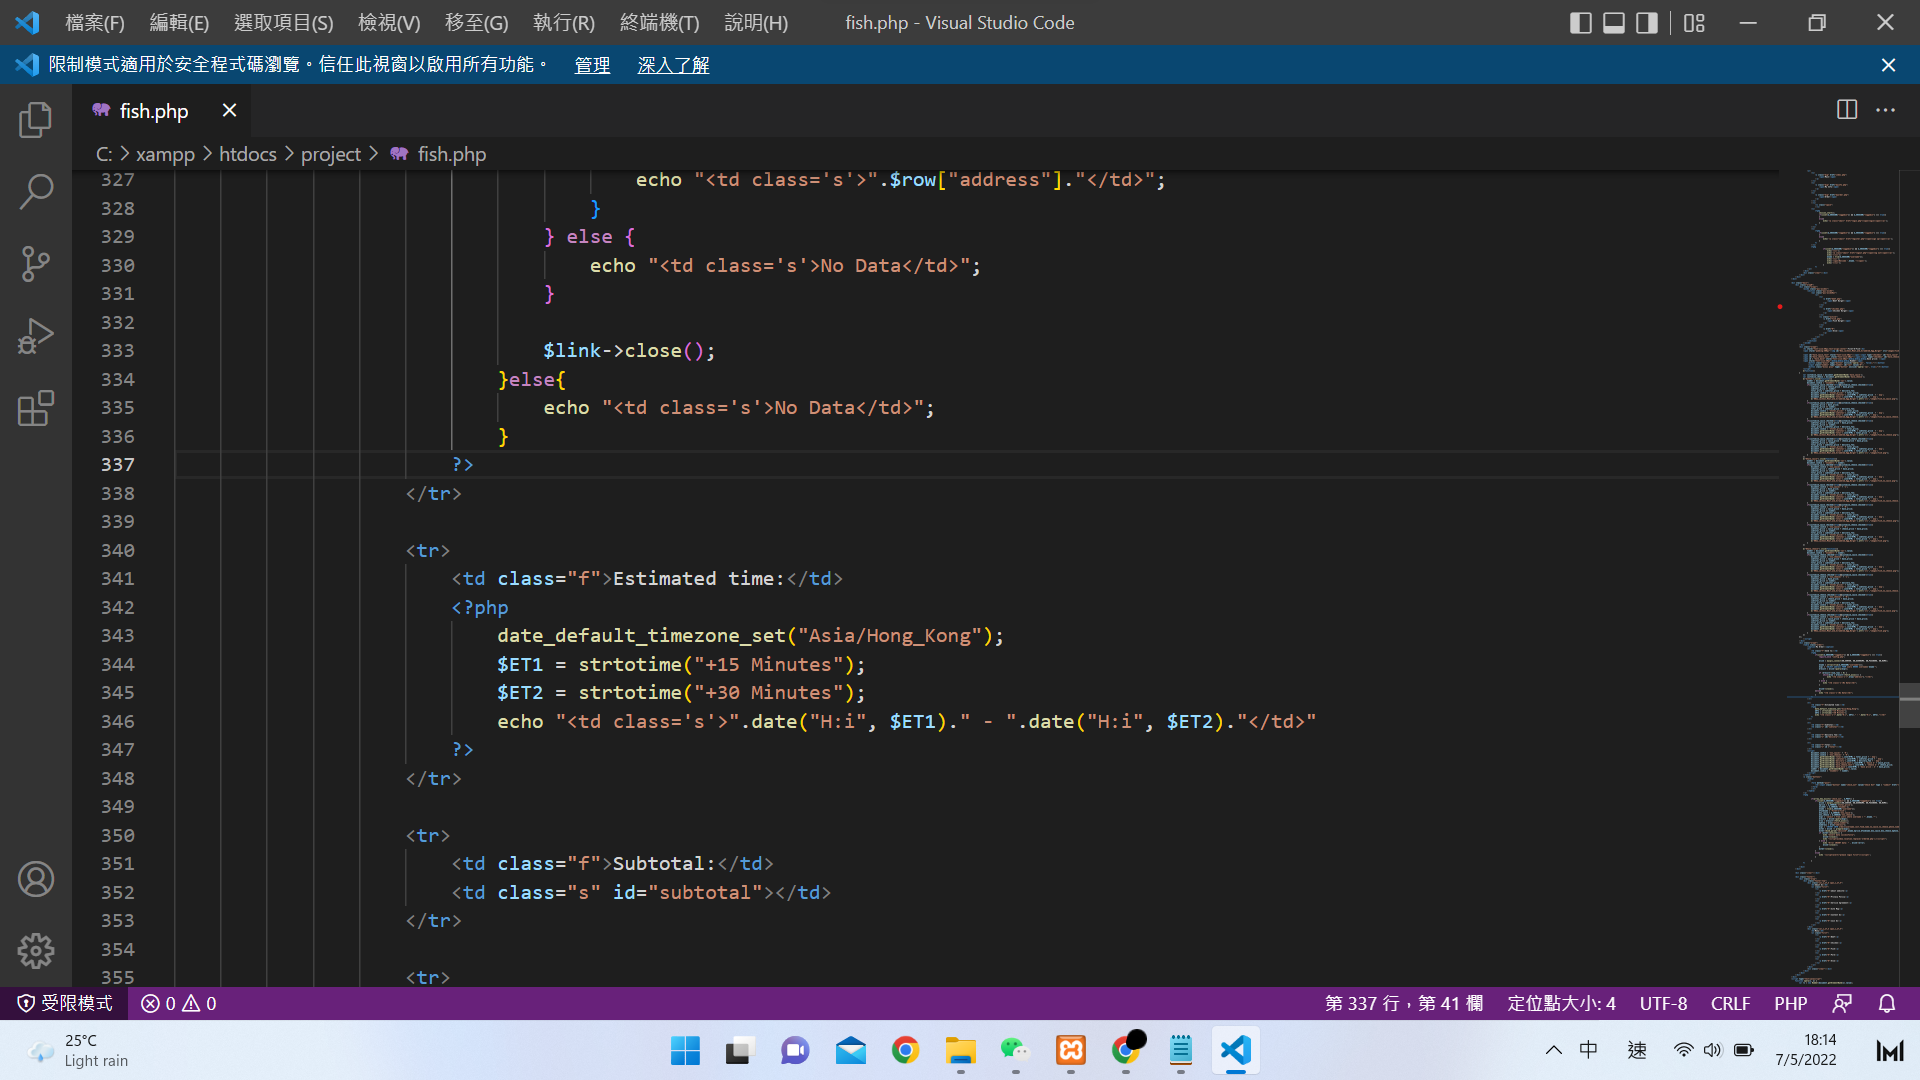 檔案(F) 編輯(E) 選取項目(S) 檢視(V) 移至(G) 執行(R) 終端機(T) 說明(H) fish.php - Visual Studio Code
限制模式適用於安全程式碼瀏覽。信任此視窗以啟用所有功能。 管理 深入了解
fish.php
C: > xampp > htdocs > project > fish.php
327 echo "<td class='s'>".$row["address"]."</td>";
328 }
329 } else {
330 echo "<td class='s'>No Data</td>";
331 }
332
333 $link->close();
334 }else{
335 echo "<td class='s'>No Data</td>";
336 }
337 ?>
338 </tr>
339
340 <tr>
341 <td class="f">Estimated time:</td>
342 <?php
343 date_default_timezone_set("Asia/Hong_Kong");
344 $ET1 = strtotime("+15 Minutes");
345 $ET2 = strtotime("+30 Minutes");
346 echo "<td class='s'>".date("H:i", $ET1)." - ".date("H:i", $ET2)."</td>"
347 ?>
348 </tr>
349
350 <tr>
351 <td class="f">Subtotal:</td>
352 <td class="s" id="subtotal"></td>
353 </tr>
354
355 <tr>
受限模式 0 0 第 337 行，第 41 欄 定位點大小: 4 UTF-8 CRLF PHP
25°C
Light rain
中 速
18:14
7/5/2022